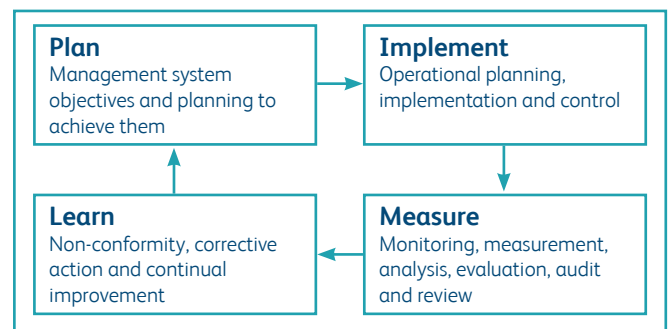 Plan
Management system
objectives and planning to
achieve them
Implement
Operational planning,
implementation and control
Learn
Non-conformity, corrective
action and continual
improvement
Measure
Monitoring, measurement,
analysis, evaluation, audit
and review